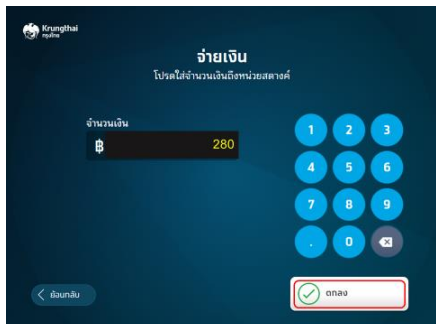 Krungthai
กรุงไทย
จ่ายเงิน
โปรดใส่จำนวนเงินถึงหน่วยสตางค์
จำนวนเงิน
฿ 280
1 2 3
4 5 6
7 8 9
. 0
ย้อนกลับ
ตกลง